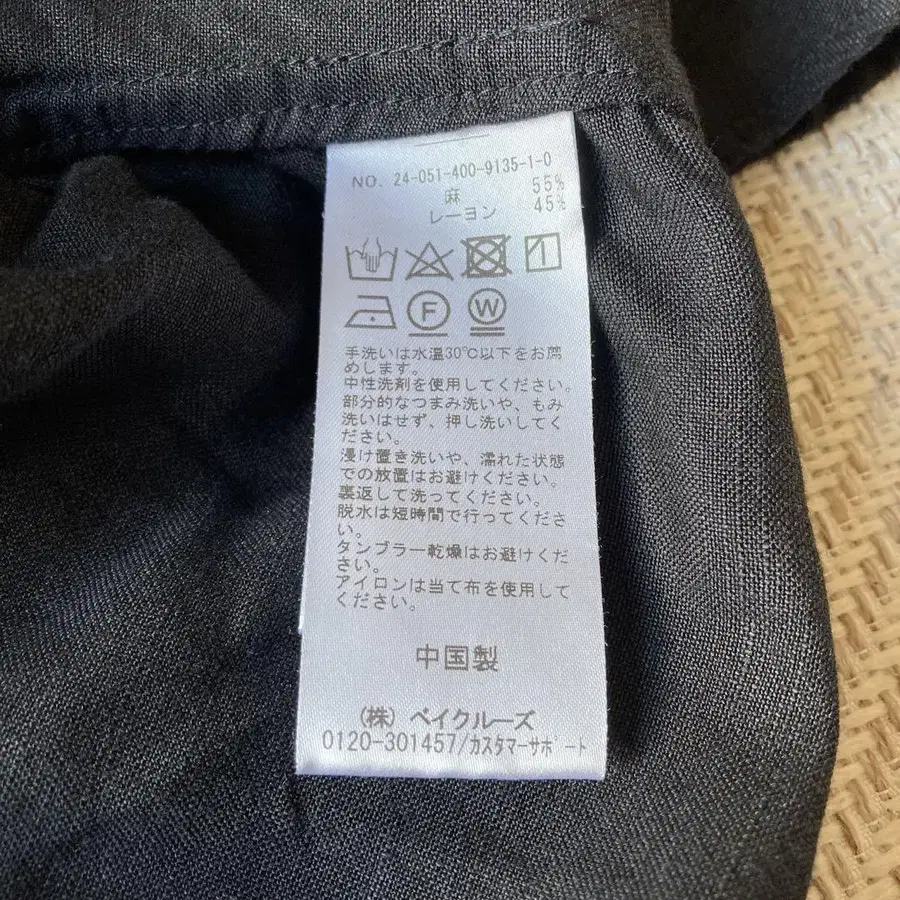 NO. 24-051-400-9135-1-0
麻 55%
レーヨン 45%
F W
手洗いは水温30℃以下をお薦
めします。
中性洗剤を使用してください。
部分的なつまみ洗いや、もみ
洗いはせず、押し洗いしてく
ださい。
浸け置き洗いや、濡れた状態
での放置はお避けください。
裏返して洗ってください。
脱水は短時間で行ってくださ
い。
タンブラー乾燥はお避けくだ
さい。
アイロンは当て布を使用して
ください。
中国製
(株) ベイクルーズ
0120-301457/カスタマーサポート